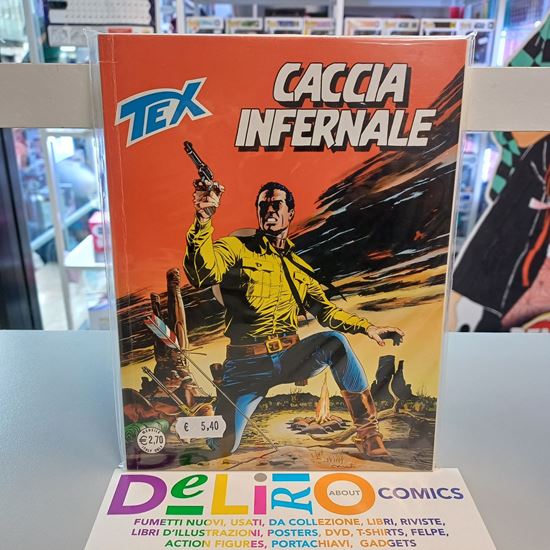 CACCIA
INFERNALE
TEX
€ 2,70
€ 5,40
DeLiRiO
ABOUT
COMICS
FUMETTI NUOVI, USATI, DA COLLEZIONE, LIBRI, RIVISTE,
LIBRI D'ILLUSTRAZIONI, POSTERS, DVD, T-SHIRTS, FELPE,
ACTION FIGURES, PORTACHIAVI, GADGETS